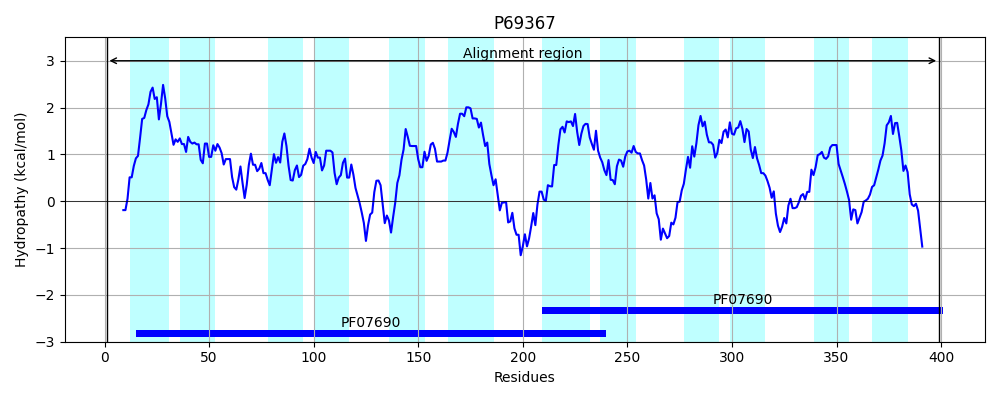 P69367
Hydropathy (kcal/mol)
3
2
1
0
−1
−2
−3
Alignment region
PF07690
PF07690
0
50
100
150
200
250
300
350
400
Residues